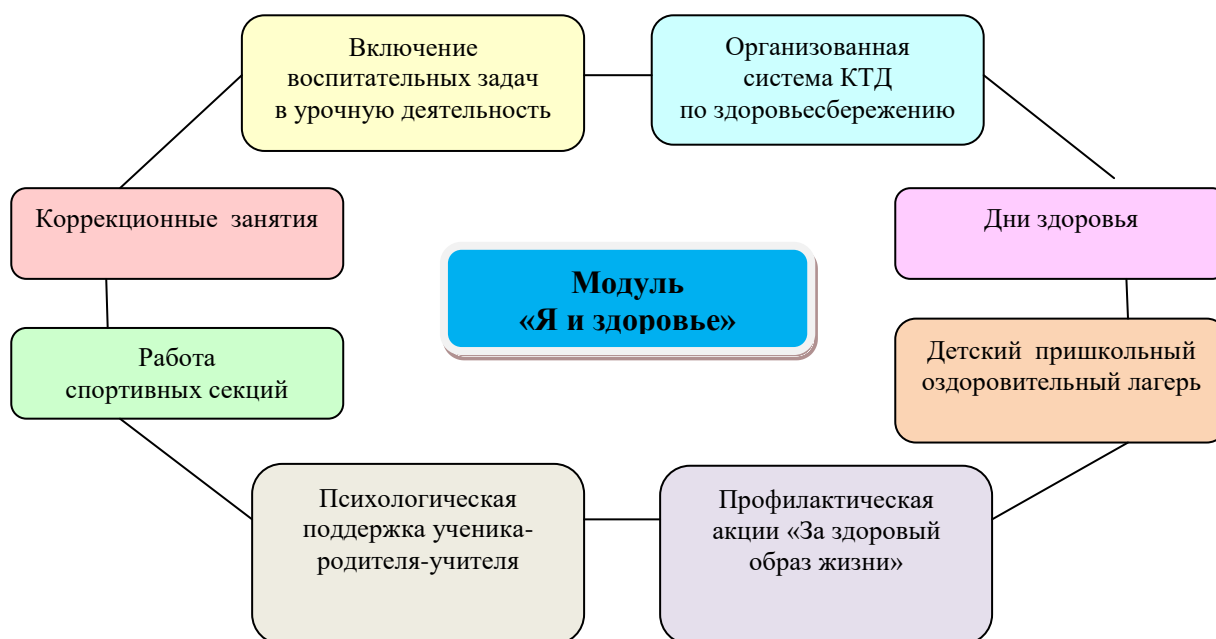 Включение
воспитательных задач
в урочную деятельность
Организованная
система КТД
по здоровьесбережению
Коррекционные занятия
Дни здоровья
Модуль
«Я и здоровье»
Работа
спортивных секций
Детский пришкольный
оздоровительный лагерь
Психологическая
поддержка ученика-
родителя-учителя
Профилактическая
акции «За здоровый
образ жизни»